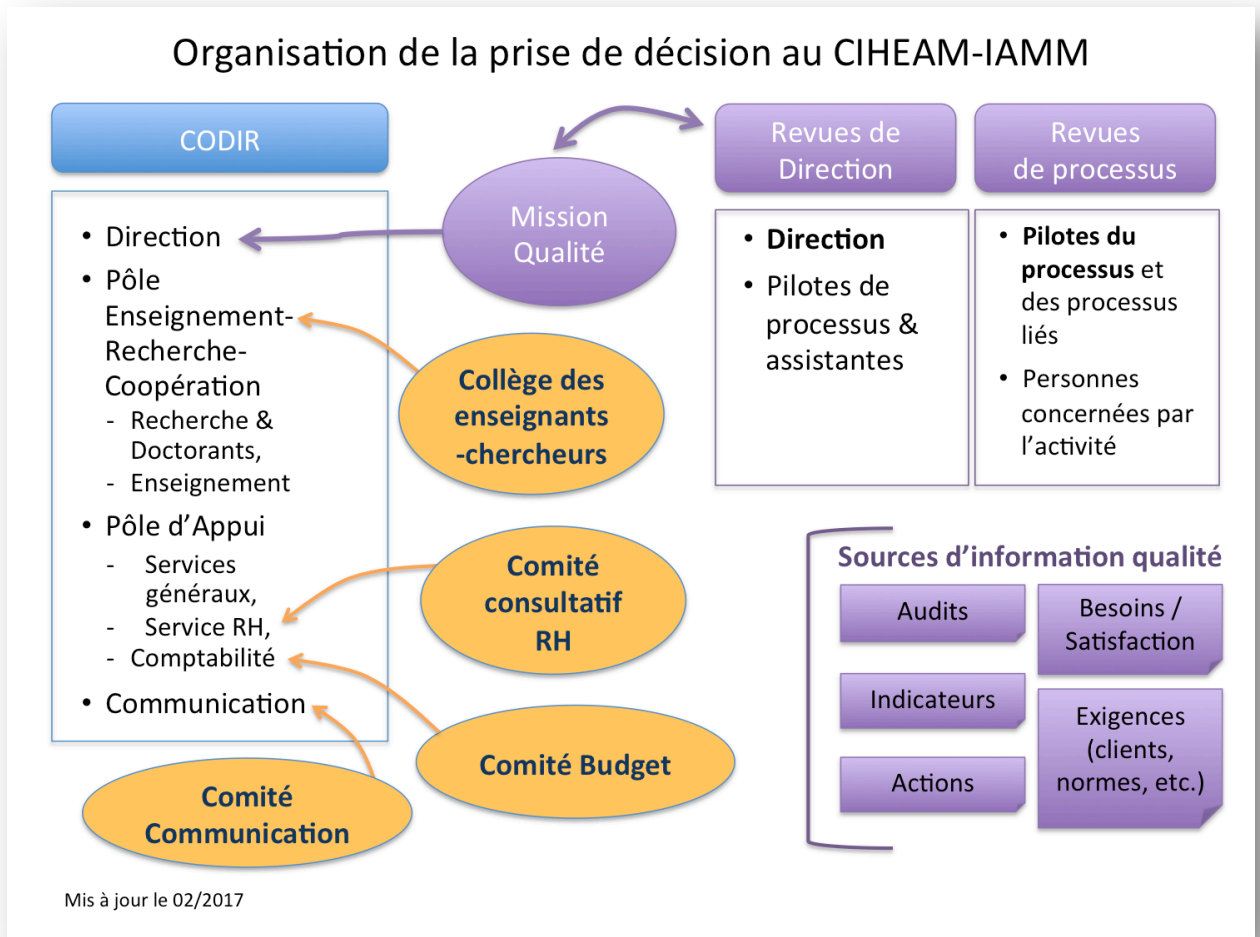 Organisation de la prise de décision au CIHEAM-IAMM
CODIR
• Direction
• Pôle
Enseignement-
Recherche-
Coopération
- Recherche &
Doctorants,
- Enseignement
• Pôle d’Appui
- Services
généraux,
- Service RH,
- Comptabilité
• Communication
Mission
Qualité
Collège des
enseignants
-chercheurs
Comité
consultatif
RH
Comité Budget
Comité
Communication
Revues de
Direction
• Direction
• Pilotes de
processus &
assistantes
Revues
de processus
• Pilotes du
processus et
des processus
liés
• Personnes
concernées par
l’activité
Sources d’information qualité
Audits
Indicateurs
Actions
Besoins /
Satisfaction
Exigences
(clients,
normes, etc.)
Mis à jour le 02/2017